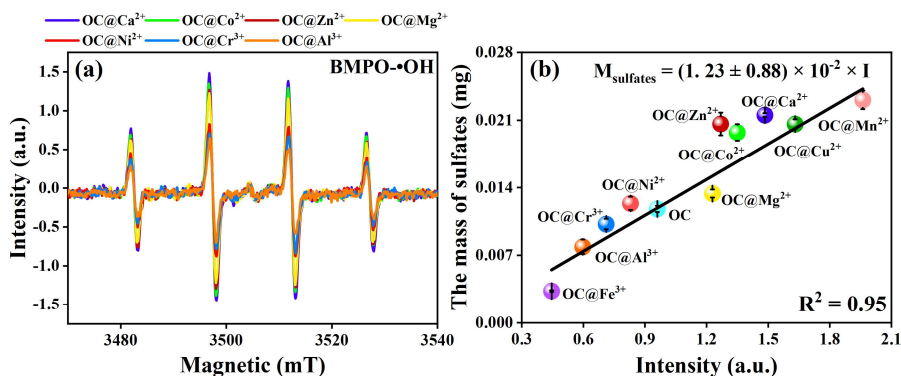 OC@Ca²⁺ OC@Co²⁺ OC@Zn²⁺ OC@Mg²⁺
OC@Ni²⁺ OC@Cr³⁺ OC@Al³⁺
(a) BMPO-•OH
Intensity (a.u.)
1.5
1.0
0.5
0.0
-0.5
-1.0
-1.5
3480 3500 3520 3540
Magnetic (mT)
(b) M_sulfates = (1. 23 ± 0.88) × 10⁻² × I
The mass of sulfates (mg)
0.028
0.021
0.014
0.007
0.000
OC@Ca²⁺
OC@Zn²⁺
OC@Mn²⁺
OC@Co²⁺ OC@Cu²⁺
OC@Ni²⁺
OC@Mg²⁺
OC@Cr³⁺ OC
OC@Al³⁺
OC@Fe³⁺
R² = 0.95
0.3 0.6 0.9 1.2 1.5 1.8 2.1
Intensity (a.u.)